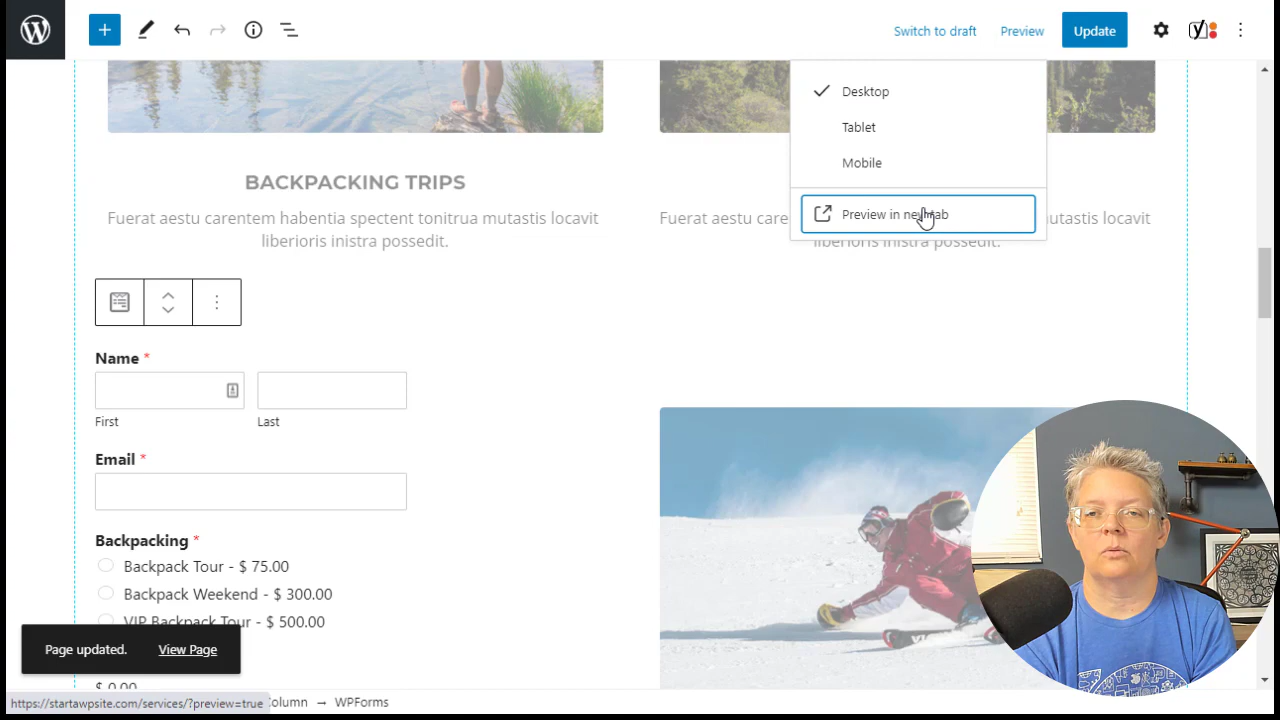 Switch to draft
Preview
Update
Desktop
Tablet
Mobile
Preview in new tab
BACKPACKING TRIPS
Fuerat aestu carentem habentia spectent tonitrua mutastis locavit
liberioris inistra possedit.
Fuerat aestu care
utastis locavit
liberioris inistra possedit.
Name *
First
Last
Email *
Backpacking *
Backpack Tour - $ 75.00
Backpack Weekend - $ 300.00
VIP Backpack Tour - $ 500.00
Page updated.
View Page
$ 0.00
https://startawpsite.com/services/?preview=true
olumn → WPForms